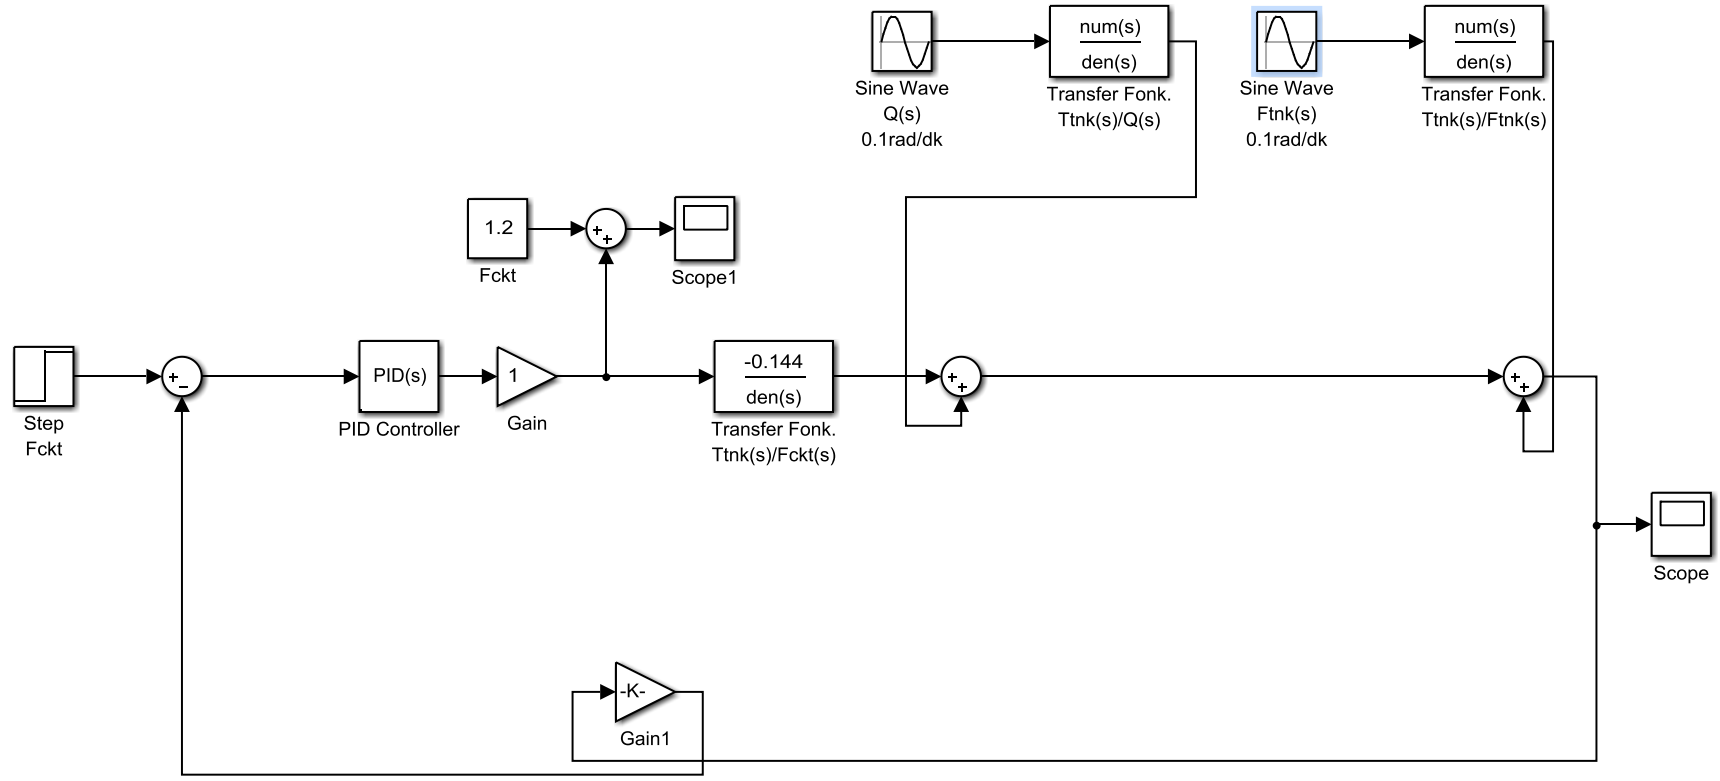 num(s)
den(s)
num(s)
den(s)
Sine Wave
Q(s)
0.1rad/dk
Transfer Fonk.
Ttnk(s)/Q(s)
Sine Wave
Ftnk(s)
0.1rad/dk
Transfer Fonk.
Ttnk(s)/Ftnk(s)
1.2
+
+
Fckt
Scope1
Step
Fckt
+
−
PID(s)
PID Controller
1
Gain
-0.144
den(s)
Transfer Fonk.
Ttnk(s)/Fckt(s)
+
+
+
+
Scope
-K-
Gain1